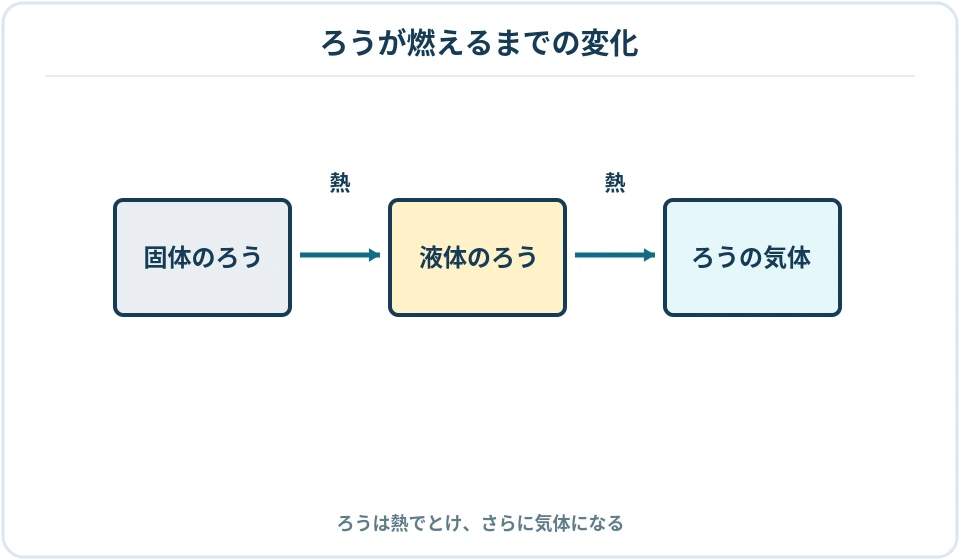 ろうが燃えるまでの変化
熱
熱
固体のろう
液体のろう
ろうの気体
ろうは熱でとけ、さらに気体になる